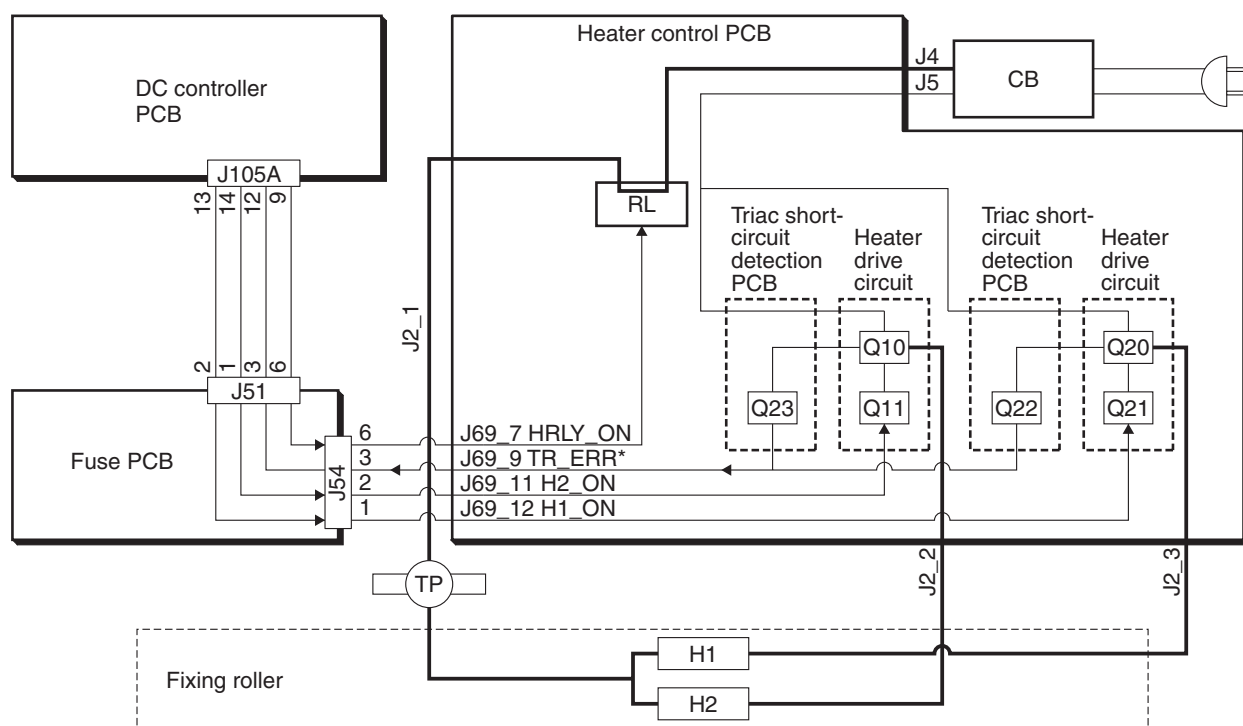 Heater control PCB
DC controller
PCB
J4
J5
CB
J105A
13
14
12
9
RL
Triac short-
circuit
detection
PCB
Heater
drive
circuit
Triac short-
circuit
detection
PCB
Heater
drive
circuit
J2_1
Q10
Q20
2
1
3
6
J51
Q23
Q11
Q22
Q21
Fuse PCB
J54
6
J69_7 HRLY_ON
3
J69_9 TR_ERR*
2
J69_11 H2_ON
1
J69_12 H1_ON
J2_2
J2_3
TP
Fixing roller
H1
H2